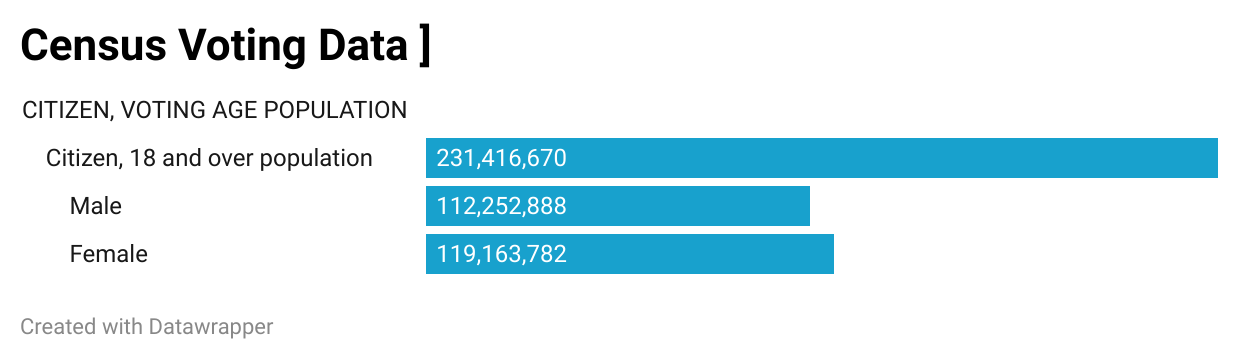 Census Voting Data ]
CITIZEN, VOTING AGE POPULATION
Citizen, 18 and over population 231,416,670
Male 112,252,888
Female 119,163,782
Created with Datawrapper